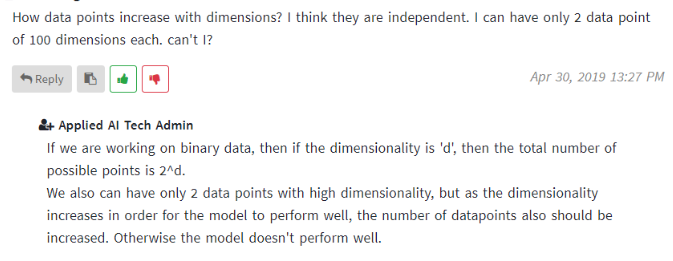 How data points increase with dimensions? I think they are independent. I can have only 2 data point
of 100 dimensions each. can't I?
Reply
Apr 30, 2019 13:27 PM
Applied AI Tech Admin
If we are working on binary data, then if the dimensionality is 'd', then the total number of
possible points is 2^d.
We also can have only 2 data points with high dimensionality, but as the dimensionality
increases in order for the model to perform well, the number of datapoints also should be
increased. Otherwise the model doesn't perform well.